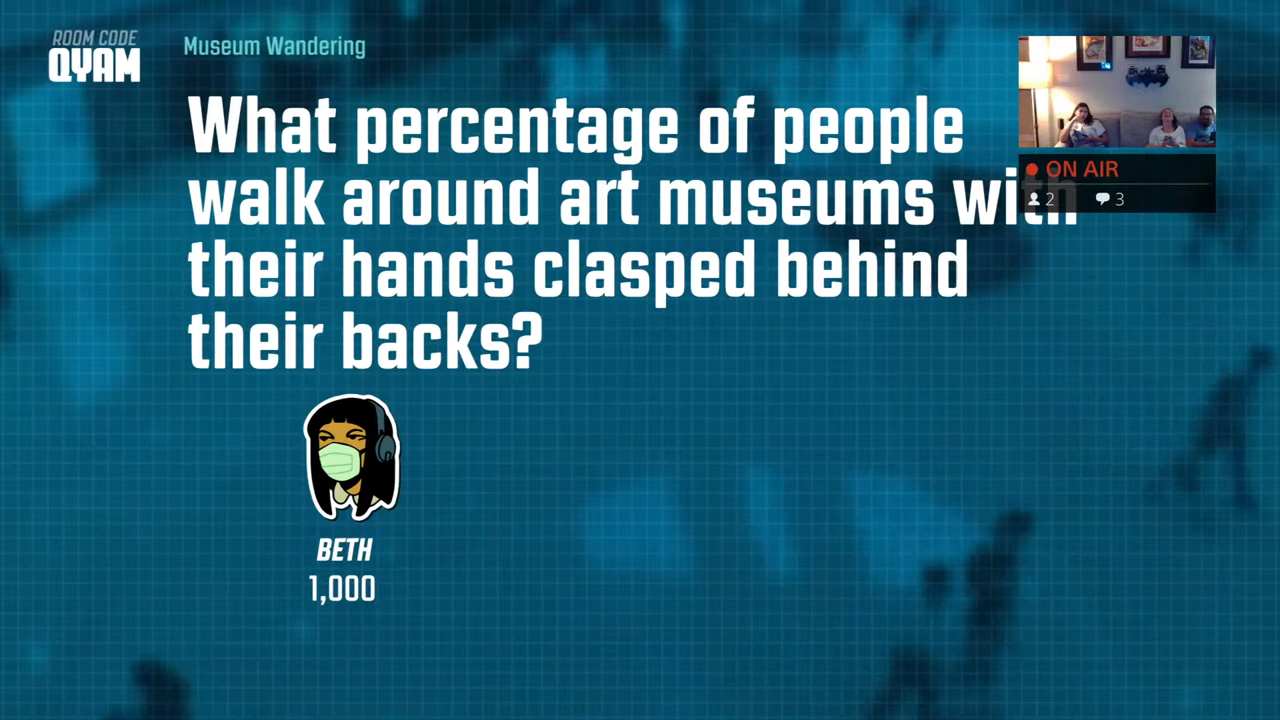 ROOM CODE
QYAM
Museum Wandering
What percentage of people
walk around art museums with
their hands clasped behind
their backs?
ON AIR
2 3
BETH
1,000